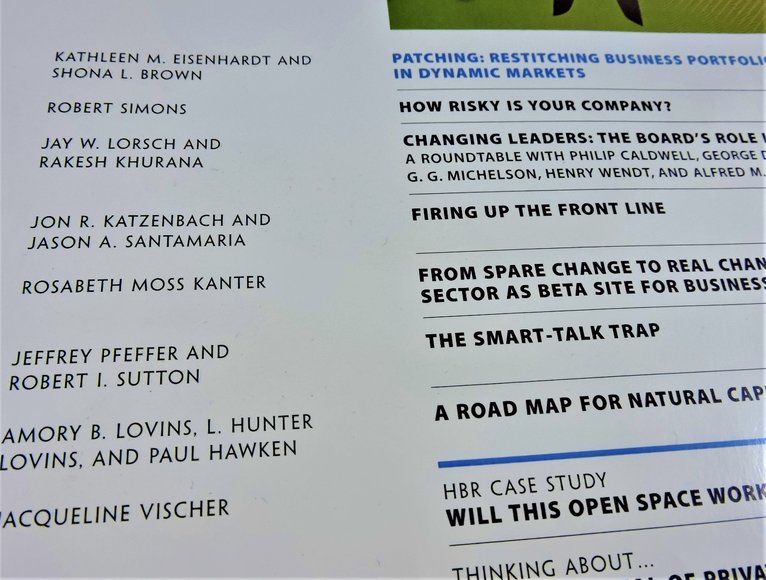 KATHLEEN M. EISENHARDT AND
SHONA L. BROWN
PATCHING: RESTITCHING BUSINESS
IN DYNAMIC MARKETS
ROBERT SIMONS
HOW RISKY IS YOUR COMPANY?
JAY W. LORSCH AND
RAKESH KHURANA
CHANGING LEADERS: THE BOARD'S ROLE
A ROUNDTABLE WITH PHILIP CALDWELL, GEORGE
G. G. MICHELSON, HENRY WENDT, AND ALFRED M.
JON R. KATZENBACH AND
JASON A. SANTAMARIA
FIRING UP THE FRONT LINE
ROSABETH MOSS KANTER
FROM SPARE CHANGE TO REAL
SECTOR AS BETA SITE FOR BUSINESS
JEFFREY PFEFFER AND
ROBERT I. SUTTON
THE SMART-TALK TRAP
AMORY B. LOVINS, L. HUNTER
LOVINS, AND PAUL HAWKEN
A ROAD MAP FOR NATURAL
JACQUELINE VISCHER
HBR CASE STUDY
WILL THIS OPEN SPACE WORK
THINKING ABOUT...